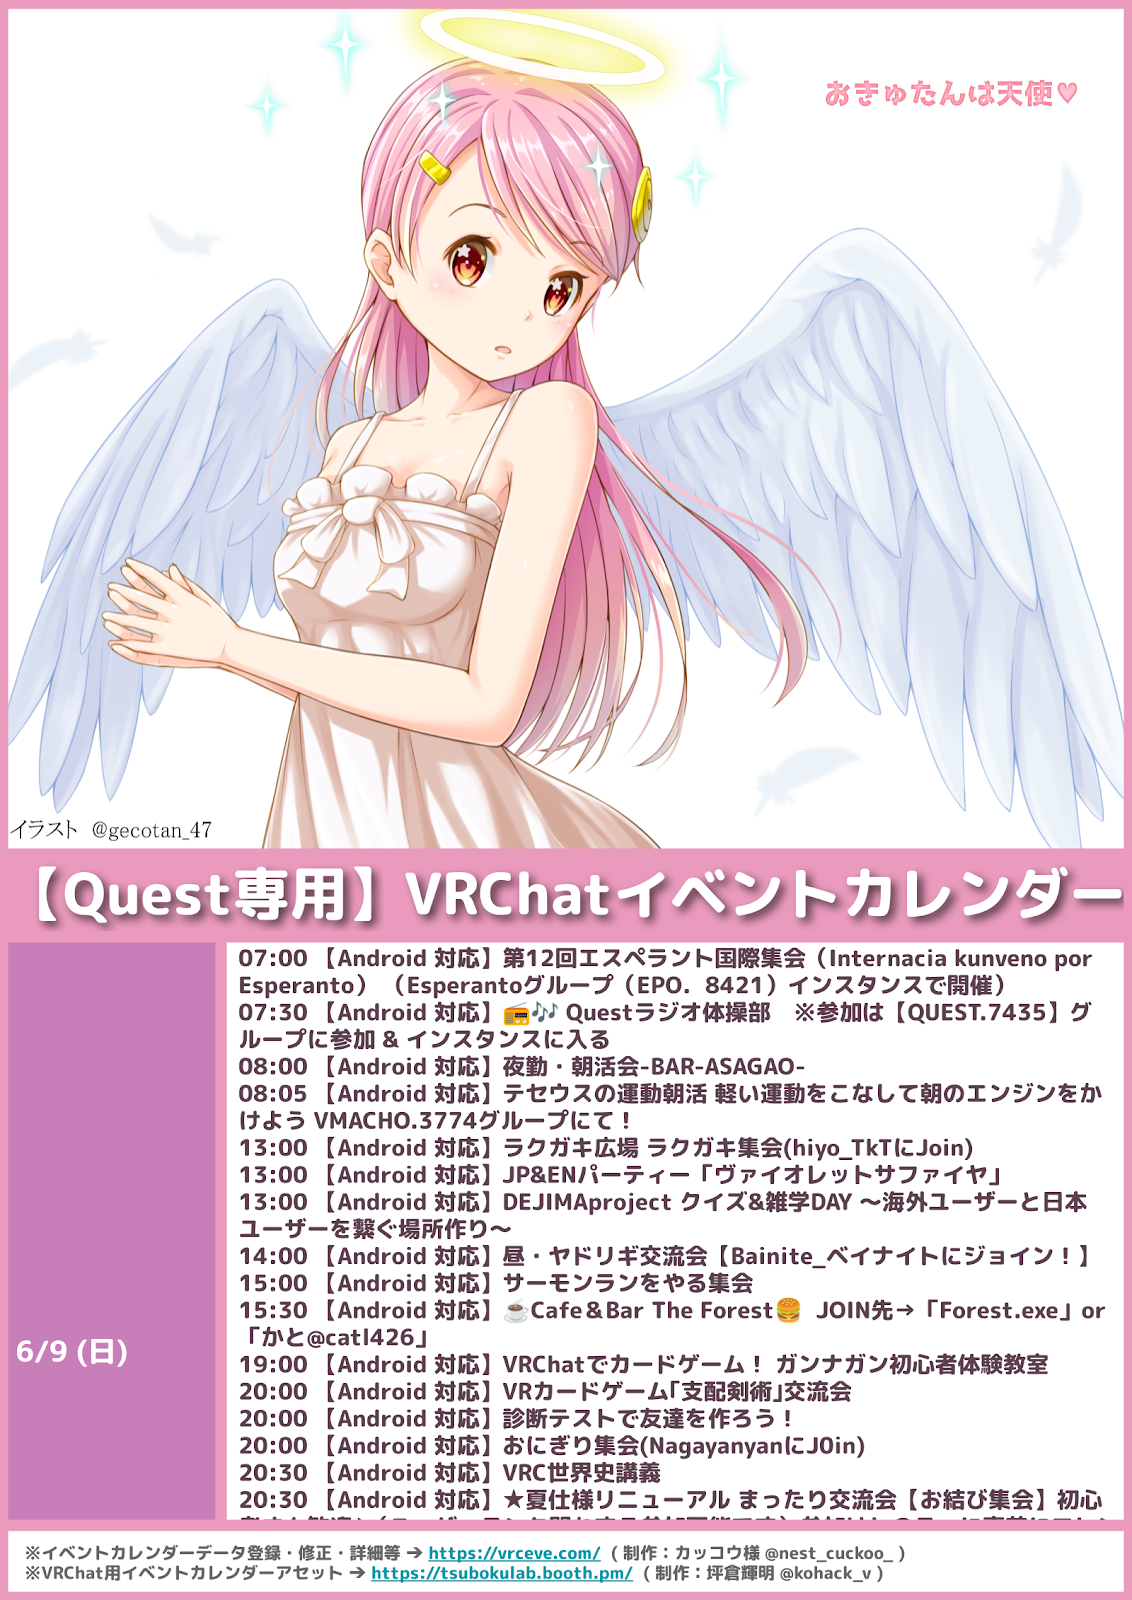 おきゅたんは天使♥
イラスト @gecotan_47
【Quest専用】VRChatイベントカレンダー
6/9 (日)
07:00 【Android 対応】第12回エスペラント国際集会（Internacia kunveno por
Esperanto）（Esperantoグループ（EPO．8421）インスタンスで開催）
07:30 【Android 対応】📻🎶 Questラジオ体操部　※参加は【QUEST.7435】グ
ループに参加 & インスタンスに入る
08:00 【Android 対応】夜勤・朝活会-BAR-ASAGAO-
08:05 【Android 対応】テセウスの運動朝活 軽い運動をこなして朝のエンジンをか
けよう VMACHO.3774グループにて！
13:00 【Android 対応】ラクガキ広場 ラクガキ集会(hiyo_TkTにJoin)
13:00 【Android 対応】JP&ENパーティー「ヴァイオレットサファイヤ」
13:00 【Android 対応】DEJIMAproject クイズ&雑学DAY ～海外ユーザーと日本
ユーザーを繋ぐ場所作り～
14:00 【Android 対応】昼・ヤドリギ交流会【Bainite_ベイナイトにジョイン！】
15:00 【Android 対応】サーモンランをやる集会
15:30 【Android 対応】☕Cafe＆Bar The Forest🍔 JOIN先→「Forest.exe」or
「かと@catl426」
19:00 【Android 対応】VRChatでカードゲーム！ ガンナガン初心者体験教室
20:00 【Android 対応】VRカードゲーム｢支配剣術｣交流会
20:00 【Android 対応】診断テストで友達を作ろう！
20:00 【Android 対応】おにぎり集会(NagayanyanにJ0in)
20:30 【Android 対応】VRC世界史講義
20:30 【Android 対応】★夏仕様リニューアル まったり交流会【お結び集会】初心
※イベントカレンダーデータ登録・修正・詳細等 ➔ https://vrceve.com/ ( 制作：カッコウ様 @nest_cuckoo_ )
※VRChat用イベントカレンダーアセット ➔ https://tsubokulab.booth.pm/ ( 制作：坪倉輝明 @kohack_v )